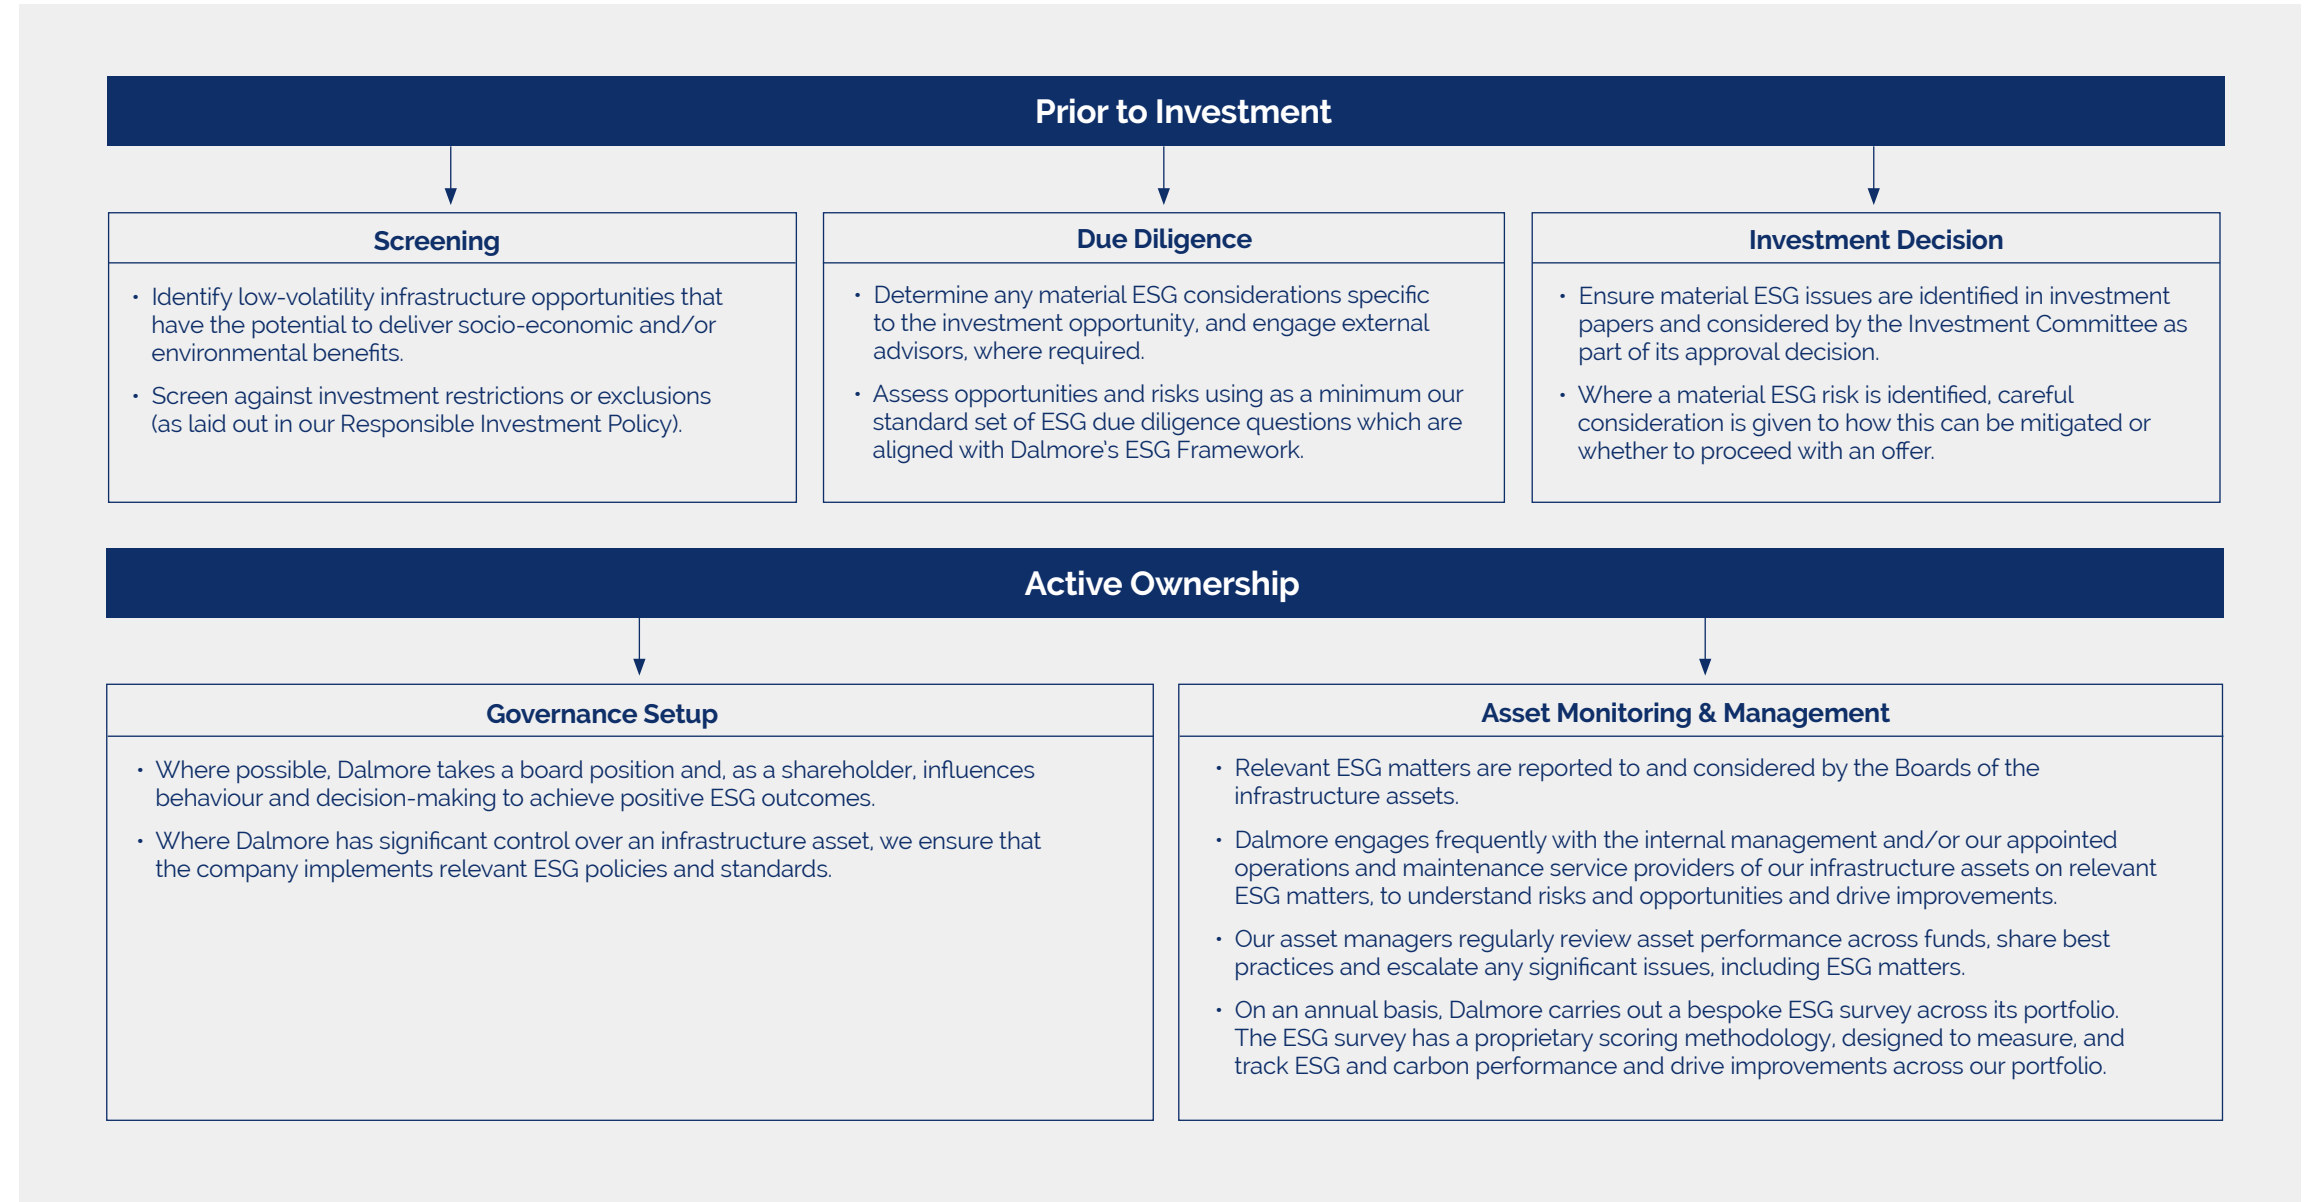 Prior to Investment
Screening
• Identify low-volatility infrastructure opportunities that
have the potential to deliver socio-economic and/or
environmental benefits.
• Screen against investment restrictions or exclusions
(as laid out in our Responsible Investment Policy).
Due Diligence
• Determine any material ESG considerations specific
to the investment opportunity, and engage external
advisors, where required.
• Assess opportunities and risks using as a minimum our
standard set of ESG due diligence questions which are
aligned with Dalmore's ESG Framework.
Investment Decision
• Ensure material ESG issues are identified in investment
papers and considered by the Investment Committee as
part of its approval decision.
• Where a material ESG risk is identified, careful
consideration is given to how this can be mitigated or
whether to proceed with an offer.
Active Ownership
Governance Setup
• Where possible, Dalmore takes a board position and, as a shareholder, influences
behaviour and decision-making to achieve positive ESG outcomes.
• Where Dalmore has significant control over an infrastructure asset, we ensure that
the company implements relevant ESG policies and standards.
Asset Monitoring & Management
• Relevant ESG matters are reported to and considered by the Boards of the
infrastructure assets.
• Dalmore engages frequently with the internal management and/or our appointed
operations and maintenance service providers of our infrastructure assets on relevant
ESG matters, to understand risks and opportunities and drive improvements.
• Our asset managers regularly review asset performance across funds, share best
practices and escalate any significant issues, including ESG matters.
• On an annual basis, Dalmore carries out a bespoke ESG survey across its portfolio.
The ESG survey has a proprietary scoring methodology, designed to measure, and
track ESG and carbon performance and drive improvements across our portfolio.